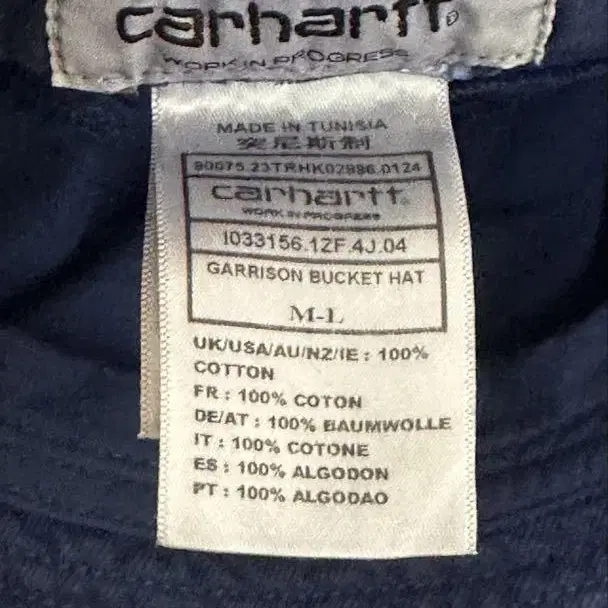 carhartt
WORK IN PROGRESS
MADE IN TUNISIA
突尼斯制
90075.23TRHK02986.0124
carhartt
WORK IN PROGRESS
I033156.1ZF.4J.04
GARRISON BUCKET HAT
M-L
UK/USA/AU/NZ/IE : 100%
COTTON
FR : 100% COTON
DE/AT : 100% BAUMWOLLE
IT : 100% COTONE
ES : 100% ALGODON
PT : 100% ALGODAO